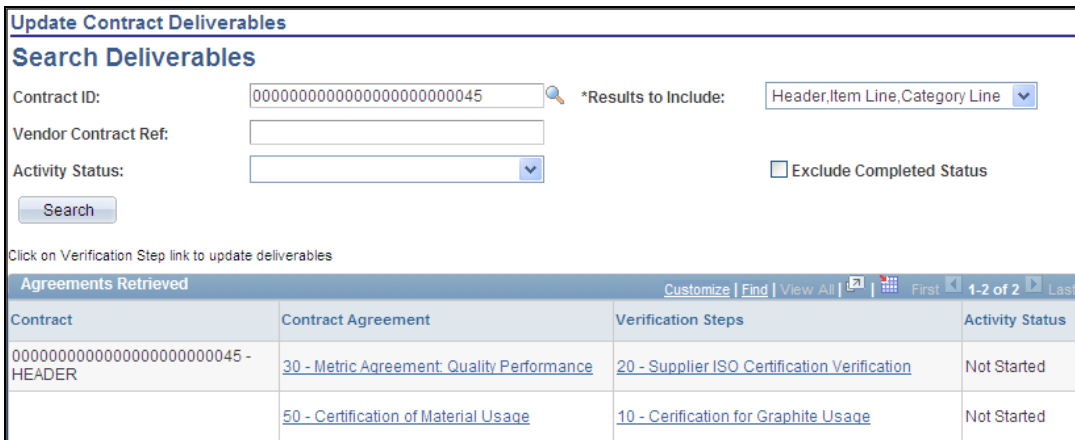 Update Contract Deliverables
Search Deliverables
Contract ID: 0000000000000000000000045 *Results to Include: Header,Item Line,Category Line
Vendor Contract Ref:
Activity Status: Exclude Completed Status
Search
Click on Verification Step link to update deliverables
Agreements Retrieved Customize | Find | View All | | First 1-2 of 2 Last
Contract Contract Agreement Verification Steps Activity Status
0000000000000000000000045 - HEADER 30 - Metric Agreement: Quality Performance 20 - Supplier ISO Certification Verification Not Started
50 - Certification of Material Usage 10 - Cerification for Graphite Usage Not Started